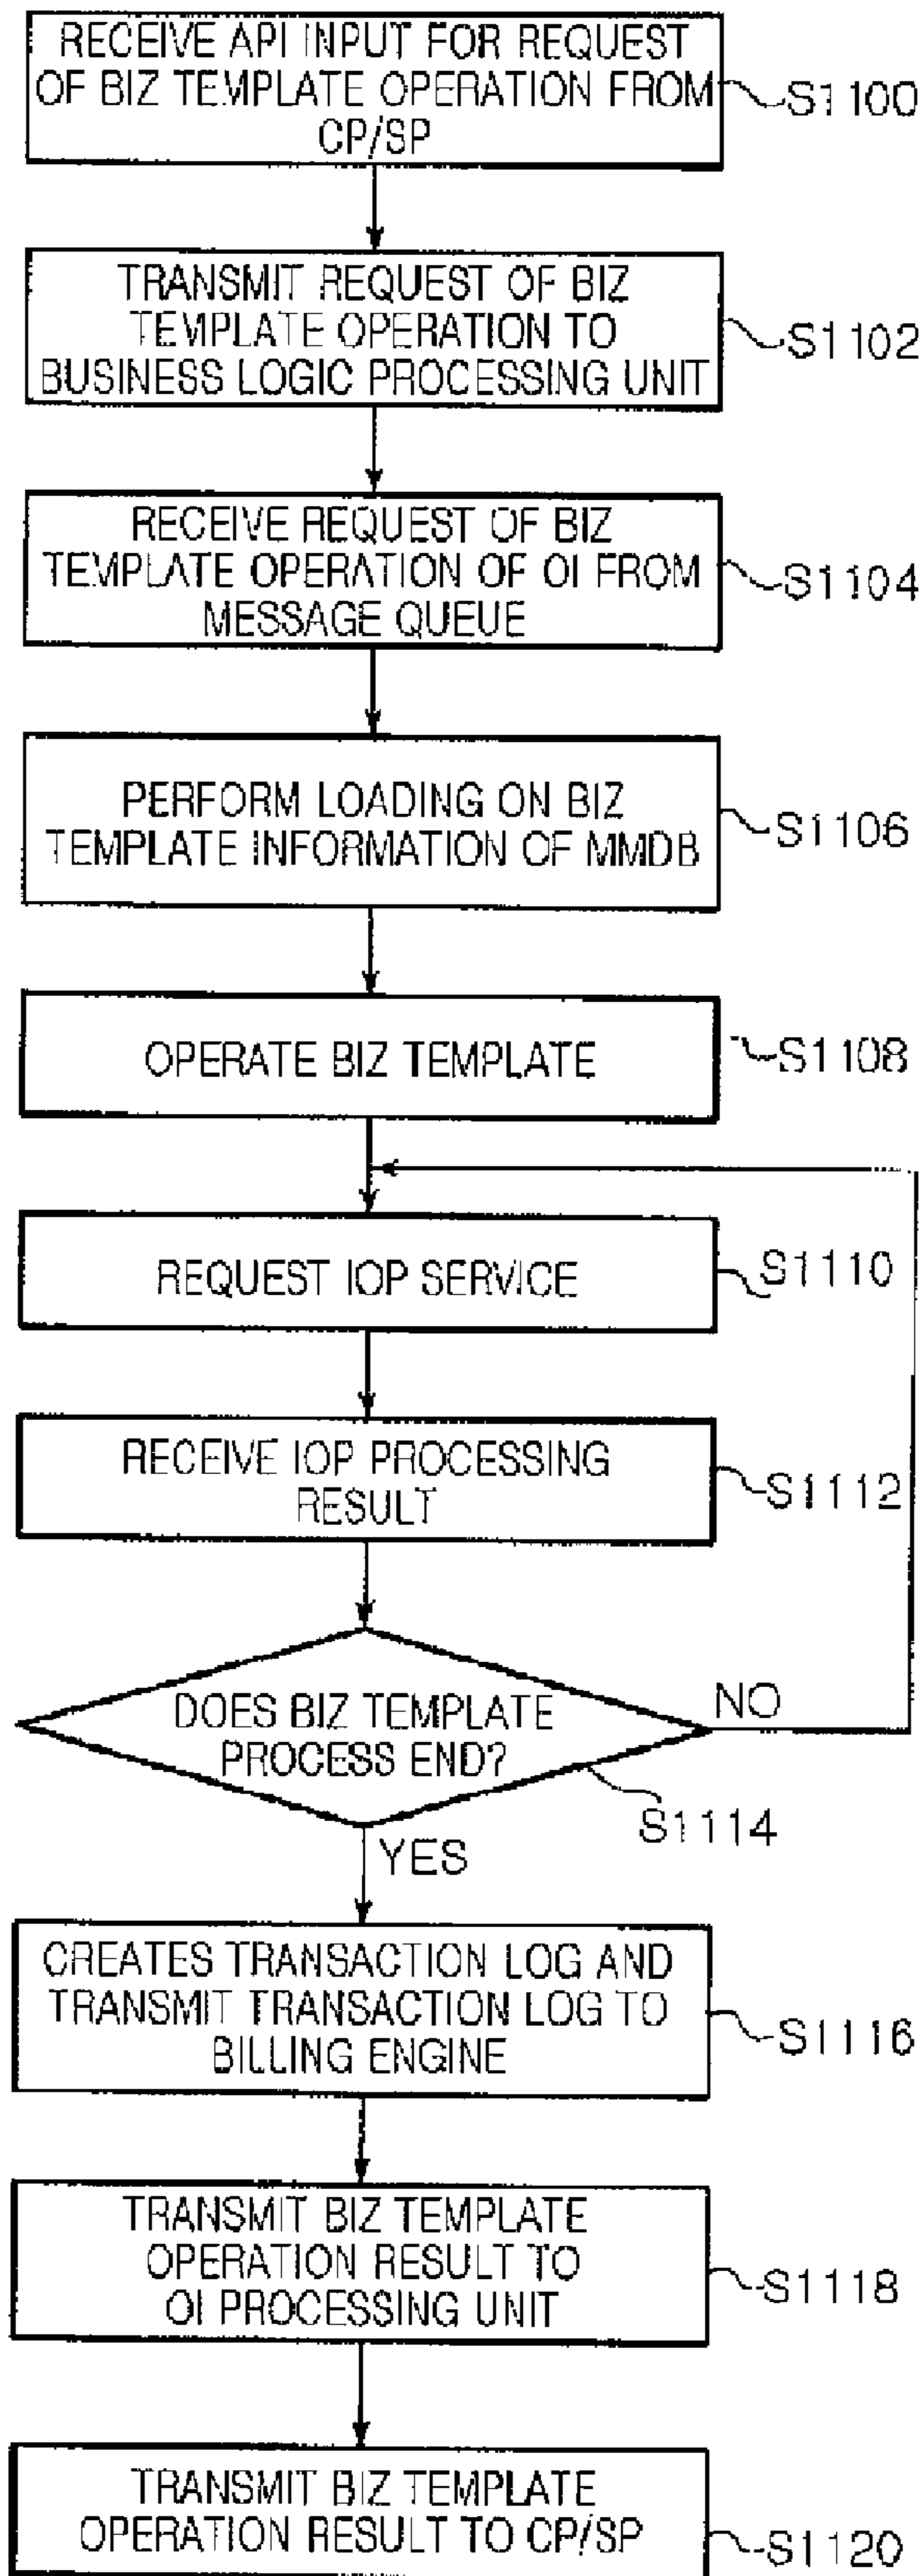 RECEIVE API INPUT FOR REQUEST
OF BIZ TEMPLATE OPERATION FROM
CP/SP
S1100
TRANSMIT REQUEST OF BIZ
TEMPLATE OPERATION TO
BUSINESS LOGIC PROCESSING UNIT
S1102
RECEIVE REQUEST OF BIZ
TEMPLATE OPERATION OF OI FROM
MESSAGE QUEUE
S1104
PERFORM LOADING ON BIZ
TEMPLATE INFORMATION OF MMDB
S1106
OPERATE BIZ TEMPLATE
S1108
REQUEST IOP SERVICE
S1110
RECEIVE IOP PROCESSING
RESULT
S1112
DOES BIZ TEMPLATE
PROCESS END?
NO
S1114
YES
CREATES TRANSACTION LOG AND
TRANSMIT TRANSACTION LOG TO
BILLING ENGINE
S1116
TRANSMIT BIZ TEMPLATE
OPERATION RESULT TO
OI PROCESSING UNIT
S1118
TRANSMIT BIZ TEMPLATE
OPERATION RESULT TO CP/SP
S1120